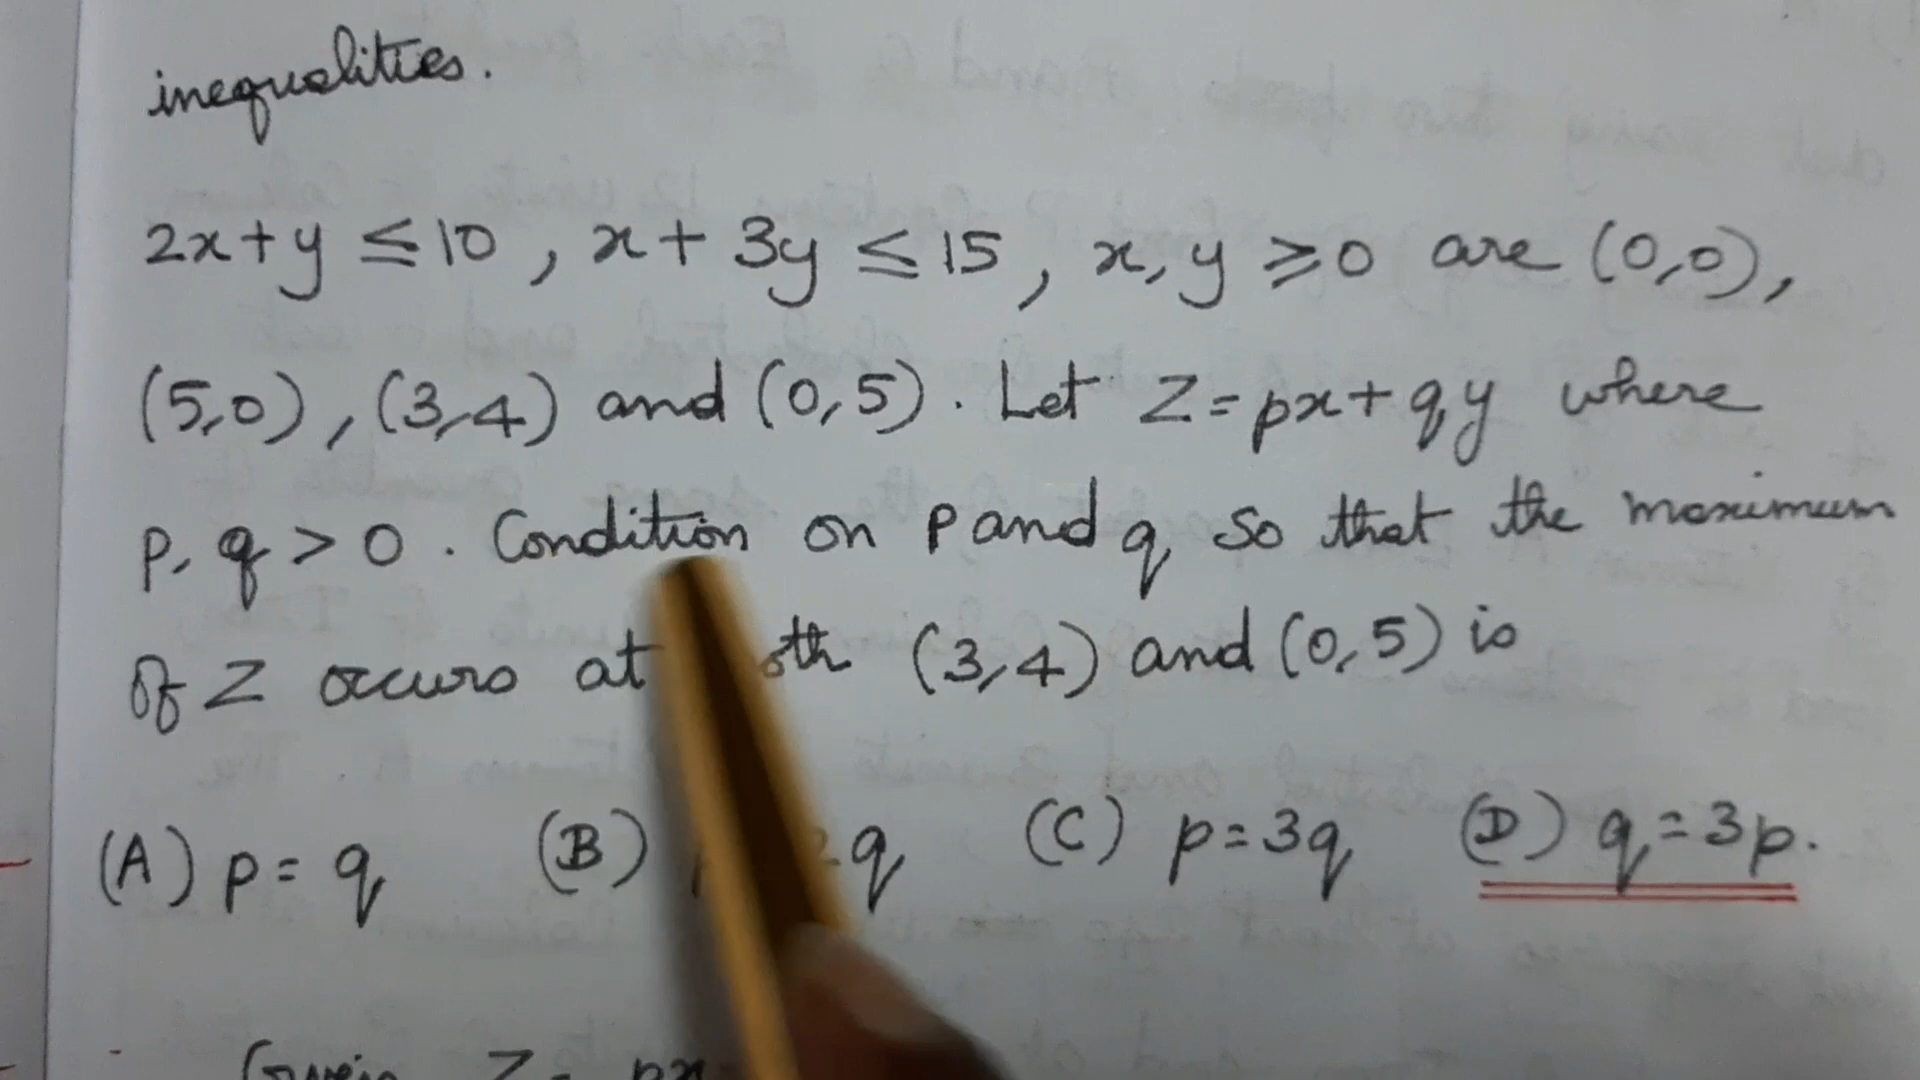 inequalities.
2x+y ≤ 10, x + 3y ≤ 15, x, y ≥ 0 are (0,0),
(5,0), (3,4) and (0,5). Let Z = px + qy where
p, q > 0. Condition on p and q so that the maximum
of Z occurs at (3,4) and (0,5) is
(A) p = q (B) q (C) p = 3q (D) q = 3p.
Given Z = px